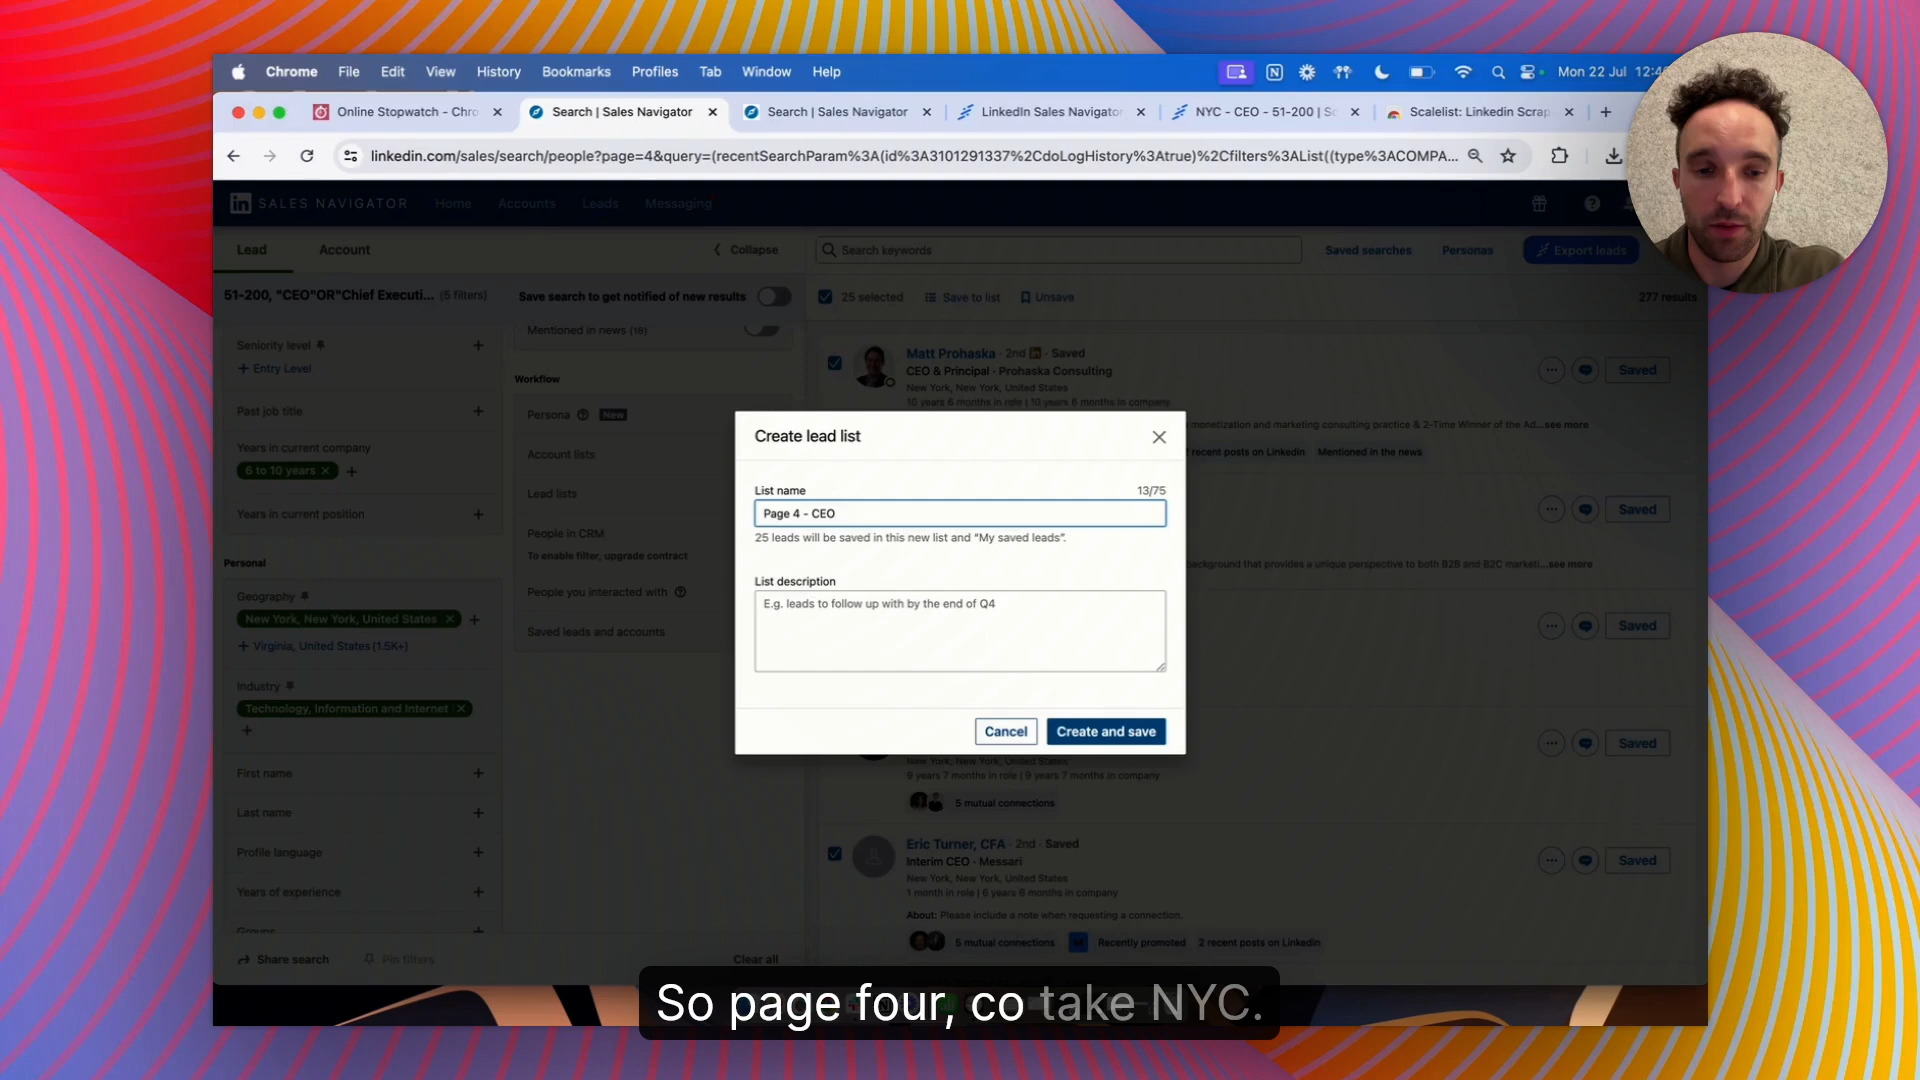 Chrome File Edit View History Bookmarks Profiles Tab Window Help Mon 22 Jul
Online Stopwatch - Chro
Search | Sales Navigator
Search | Sales Navigator
LinkedIn Sales Navigator
NYC - CEO - 51-200 | Sc
Scalelist: Linkedin Scrap
linkedin.com/sales/search/people?page=4&query=(recentSearchParam%3A(id%3A3101291337%2CdoLogHistory%3Atrue)%2Cfilters%3AList((type%3ACOMPA...
in SALES NAVIGATOR Home Accounts Leads Messaging
Lead Account Collapse
Search keywords Saved searches Personas Export leads
51-200, "CEO"OR"Chief Executi... (5 filters)
Save search to get notified of new results
25 selected Save to list Unsave 277 results
Seniority level
+ Entry Level
Past job title
Years in current company
6 to 10 years
Years in current position
Personal
Geography
New York, New York, United States
+ Virginia, United States (1.5K+)
Industry
Technology, Information and Internet
First name
Last name
Profile language
Years of experience
Groups
Share search Pin filters Clear all
Mentioned in news (18)
Workflow
Persona New
Account lists
Lead lists
People in CRM
To enable filter, upgrade contract
People you interacted with
Saved leads and accounts
Matt Prohaska · 2nd in · Saved
CEO & Principal · Prohaska Consulting
New York, New York, United States
10 years 6 months in role | 10 years 6 months in company
monetization and marketing consulting practice & 2-Time Winner of the Ad...see more
recent posts on LinkedIn Mentioned in the news
Saved
Saved
background that provides a unique perspective to both B2B and B2C marketi...see more
Saved
Saved
Create lead list
List name 13/75
Page 4 - CEO
25 leads will be saved in this new list and “My saved leads”.
List description
E.g. leads to follow up with by the end of Q4
Cancel Create and save
New York, New York, United States
9 years 7 months in role | 9 years 7 months in company
5 mutual connections
Eric Turner, CFA · 2nd · Saved
Interim CEO · Messari
New York, New York, United States
1 month in role | 6 years 6 months in company
About: Please include a note when requesting a connection.
5 mutual connections Recently promoted 2 recent posts on LinkedIn
Saved
So page four, co take NYC.